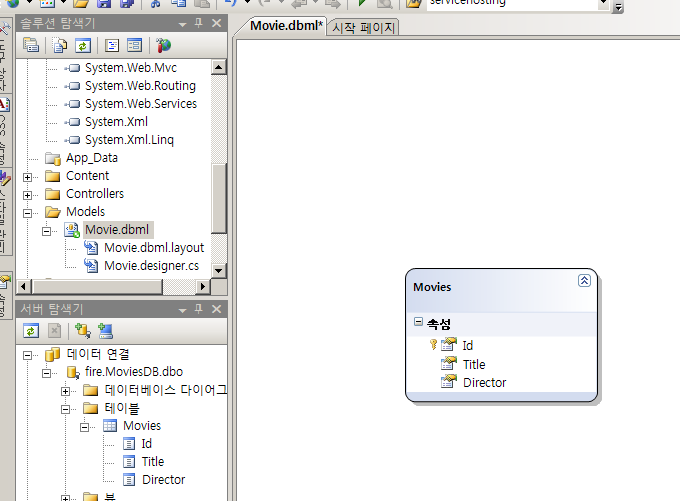 servicehosting
솔루션 탐색기
System.Web.Mvc
System.Web.Routing
System.Web.Services
System.Xml
System.Xml.Linq
App_Data
Content
Controllers
Models
Movie.dbml
Movie.dbml.layout
Movie.designer.cs
서버 탐색기
데이터 연결
fire.MoviesDB.dbo
데이터베이스 다이어그
테이블
Movies
Id
Title
Director
뷰
Movie.dbml*
시작 페이지
Movies
속성
Id
Title
Director